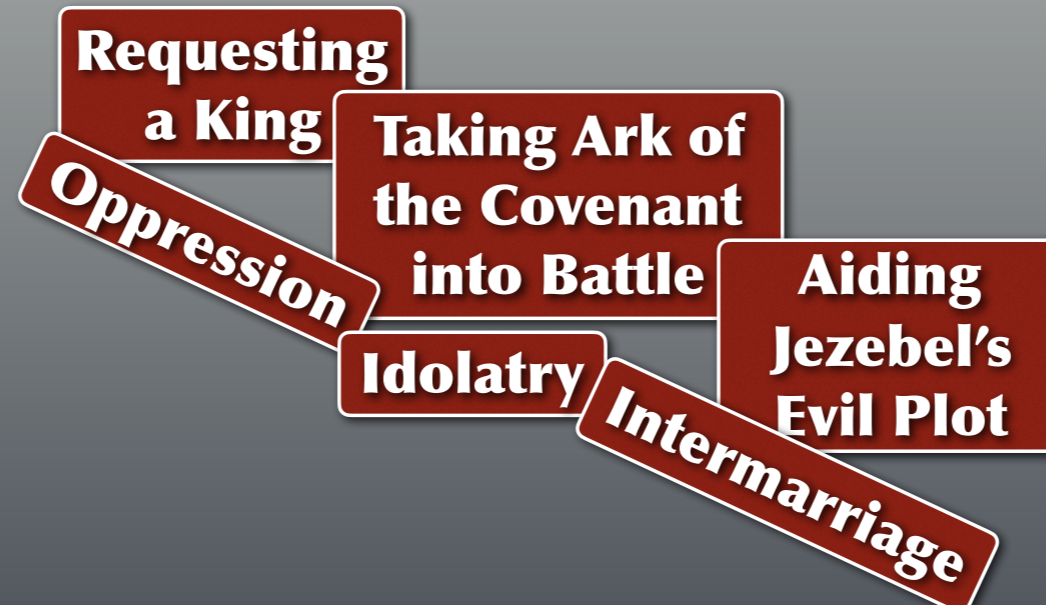 Requesting
a King
Taking Ark of
the Covenant
into Battle
Oppression
Aiding
Jezebel’s
Evil Plot
Idolatry
Intermarriage